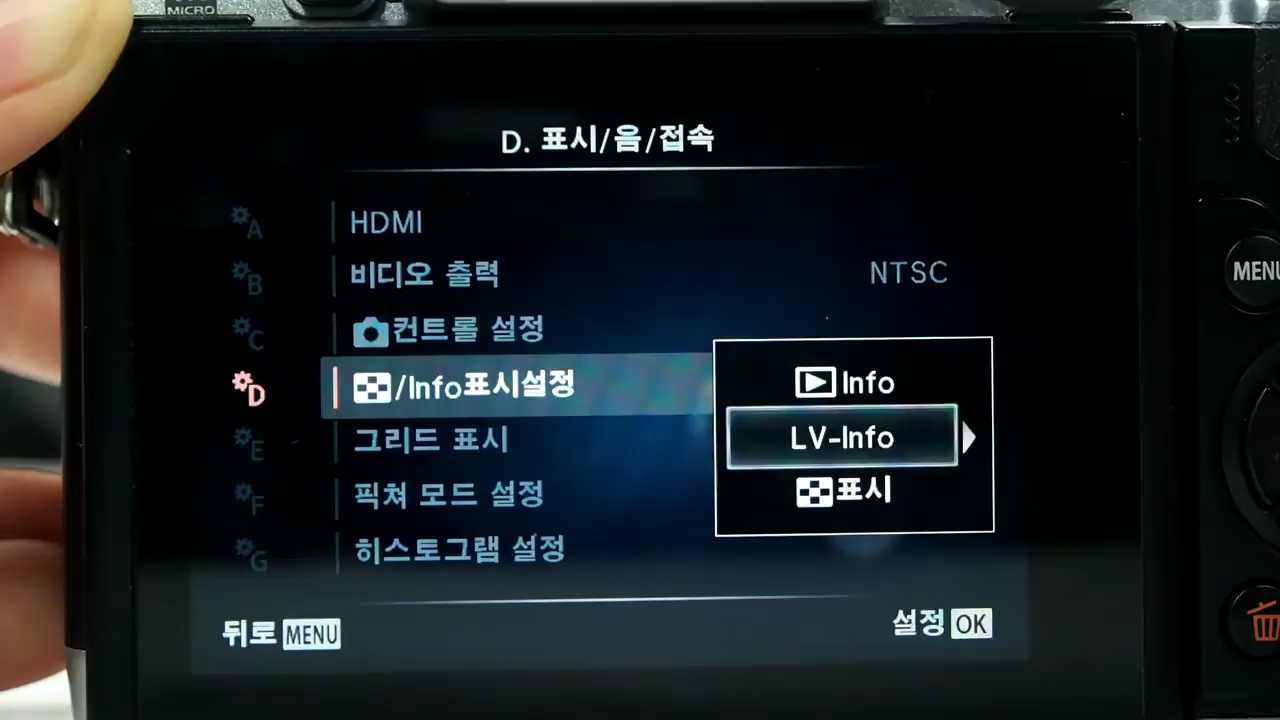 MICRO
D. 표시/음/접속
A
HDMI
B
비디오 출력 NTSC
C
컨트롤 설정
D
/Info표시설정
Info
LV-Info
표시
E
그리드 표시
F
픽쳐 모드 설정
G
히스토그램 설정
뒤로 MENU
설정 OK
MENU